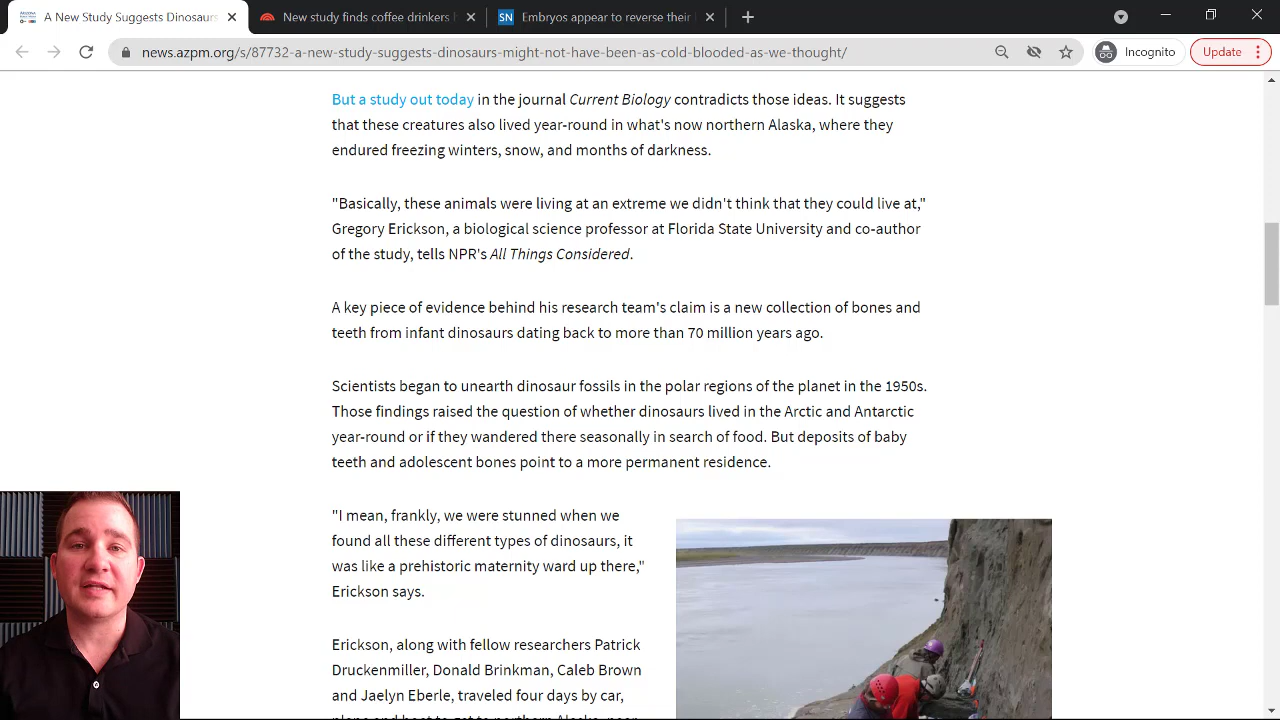 A New Study Suggests Dinosaurs
New study finds coffee drinkers
SN Embryos appear to reverse their
news.azpm.org/s/87732-a-new-study-suggests-dinosaurs-might-not-have-been-as-cold-blooded-as-we-thought/
Incognito
Update
But a study out today in the journal Current Biology contradicts those ideas. It suggests
that these creatures also lived year-round in what's now northern Alaska, where they
endured freezing winters, snow, and months of darkness.
"Basically, these animals were living at an extreme we didn't think that they could live at,"
Gregory Erickson, a biological science professor at Florida State University and co-author
of the study, tells NPR's All Things Considered.
A key piece of evidence behind his research team's claim is a new collection of bones and
teeth from infant dinosaurs dating back to more than 70 million years ago.
Scientists began to unearth dinosaur fossils in the polar regions of the planet in the 1950s.
Those findings raised the question of whether dinosaurs lived in the Arctic and Antarctic
year-round or if they wandered there seasonally in search of food. But deposits of baby
teeth and adolescent bones point to a more permanent residence.
"I mean, frankly, we were stunned when we
found all these different types of dinosaurs, it
was like a prehistoric maternity ward up there,"
Erickson says.
Erickson, along with fellow researchers Patrick
Druckenmiller, Donald Brinkman, Caleb Brown
and Jaelyn Eberle, traveled four days by car,